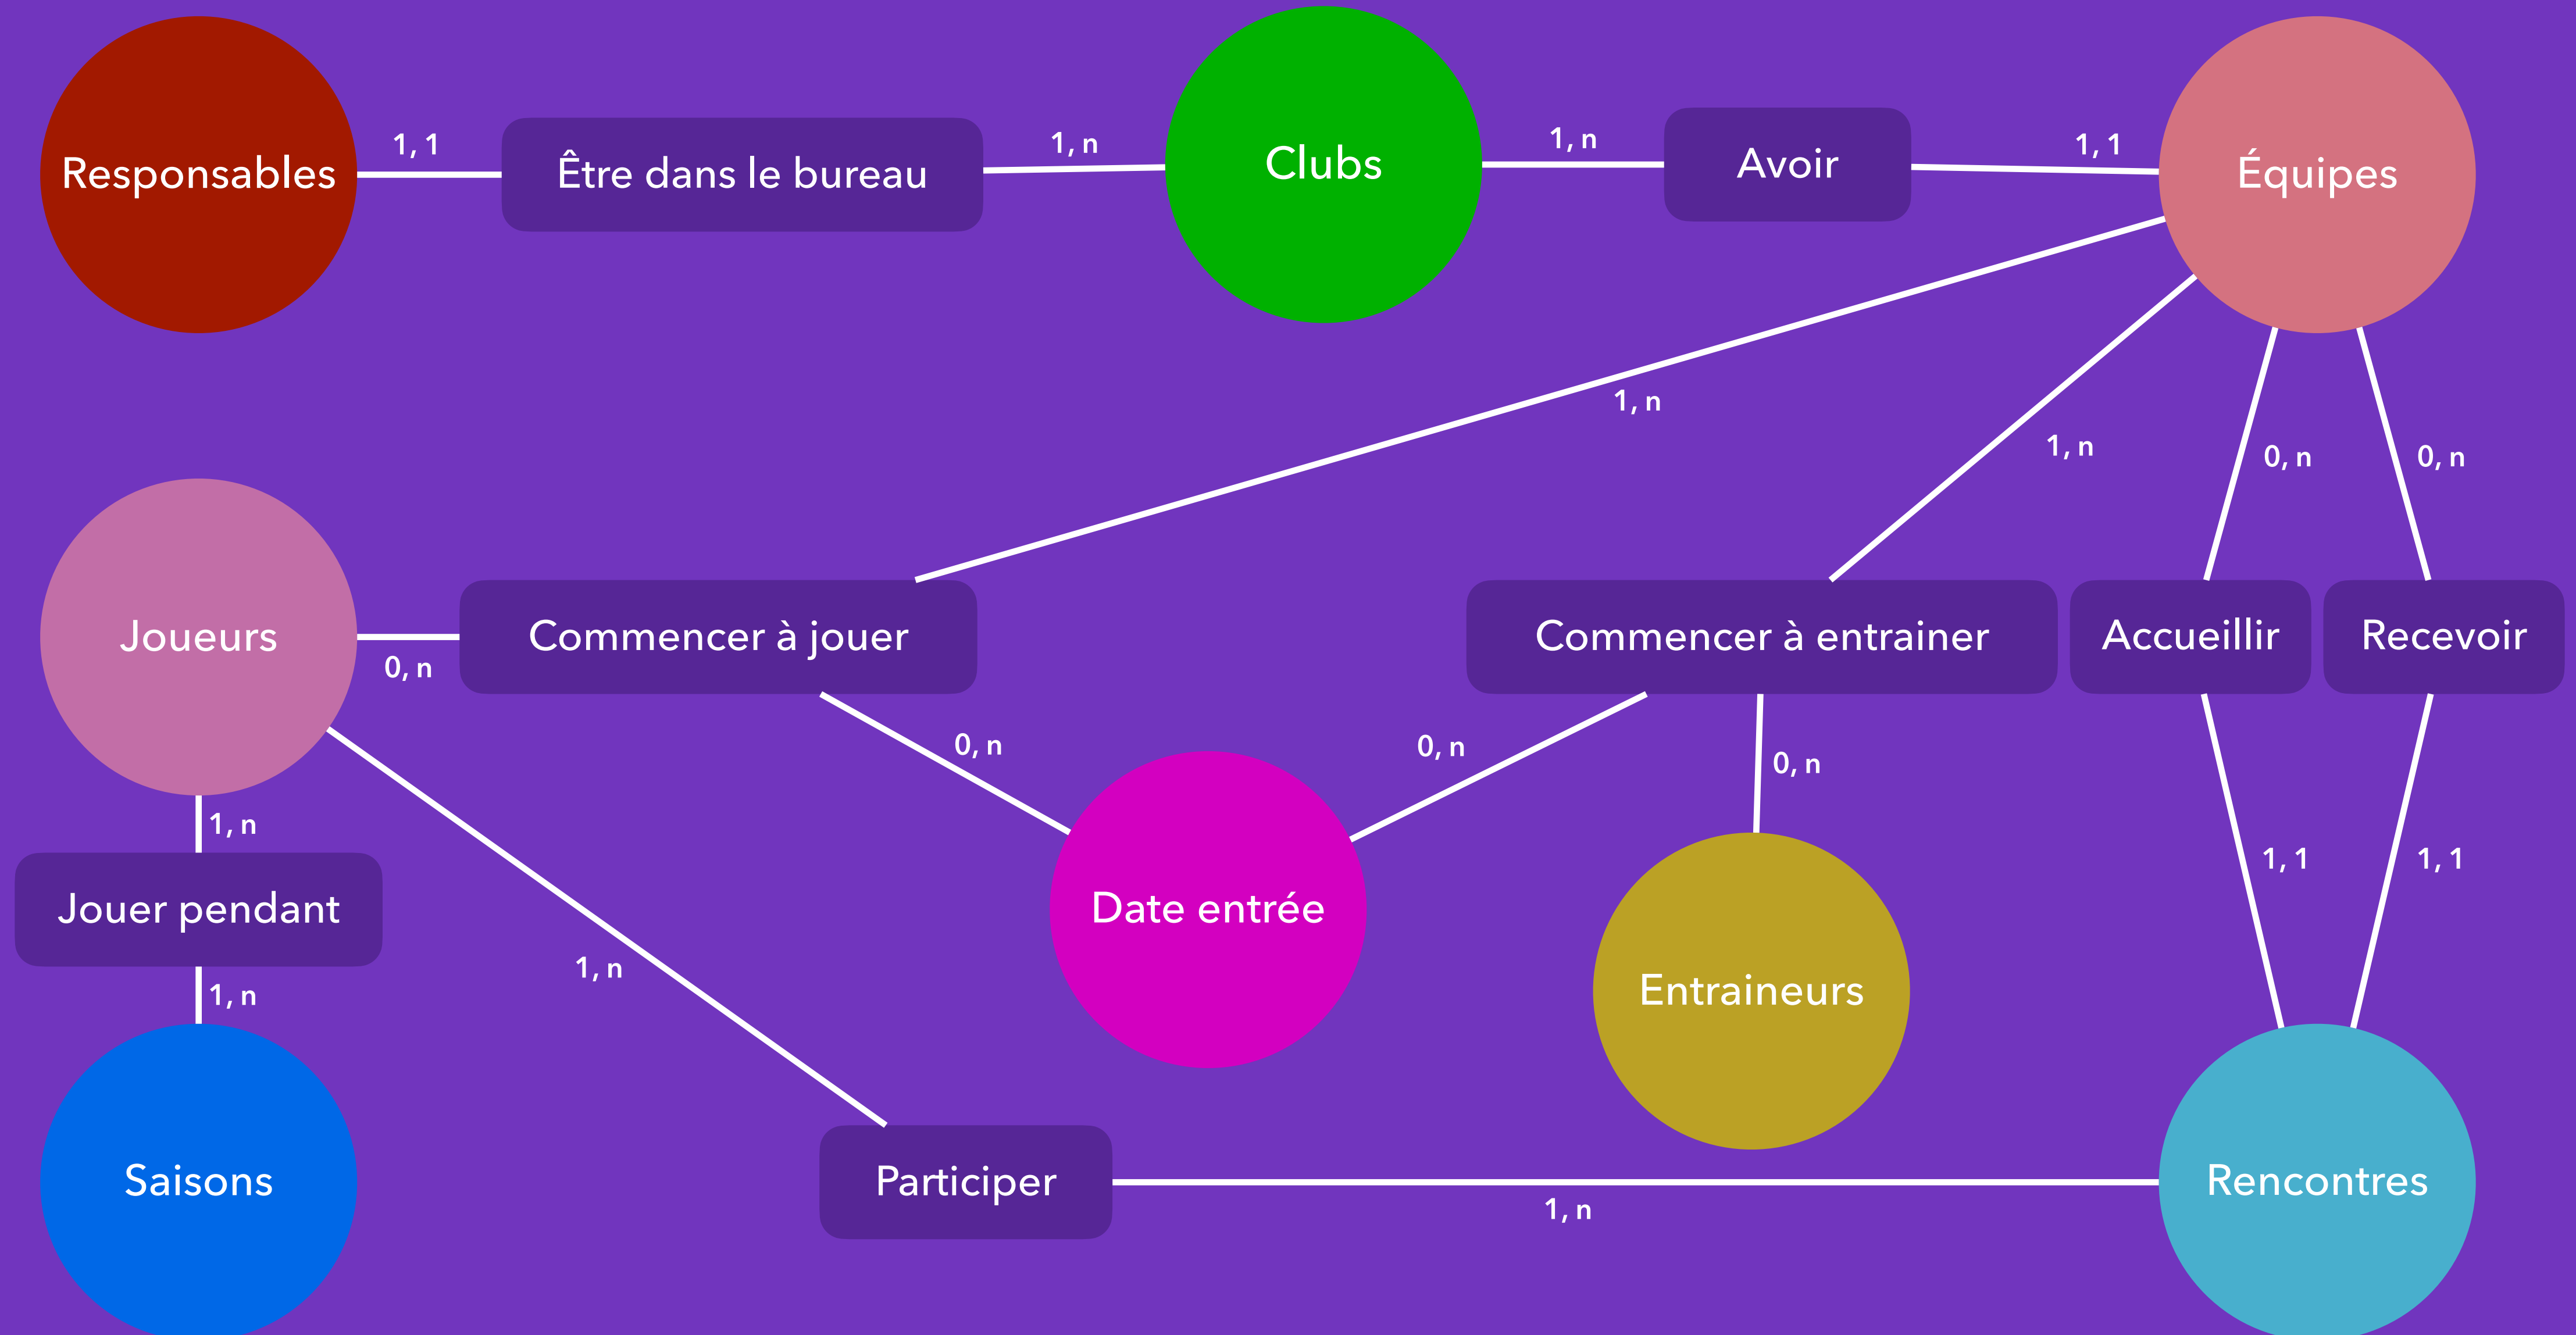 Responsables
1, 1
Être dans le bureau
1, n
Clubs
1, n
Avoir
1, 1
Équipes
1, n
1, n
0, n
0, n
Joueurs
0, n
Commencer à jouer
Commencer à entrainer
Accueillir
Recevoir
0, n
0, n
0, n
1, n
Jouer pendant
1, n
1, n
Date entrée
Entraineurs
1, 1
1, 1
Saisons
Participer
1, n
Rencontres